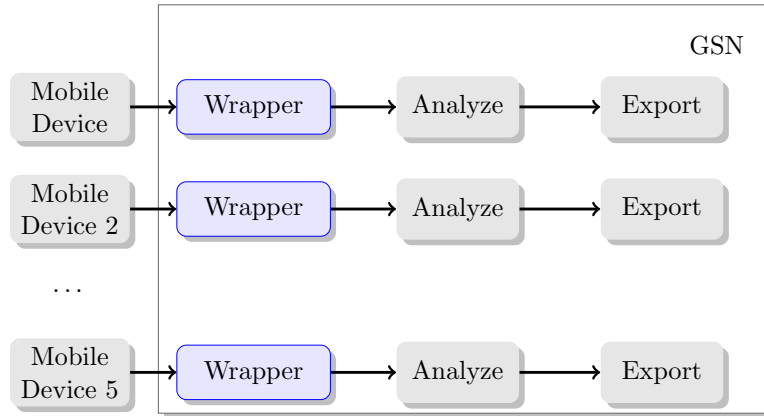 GSN
Mobile
Device
Wrapper
Analyze
Export
Mobile
Device 2
Wrapper
Analyze
Export
...
Mobile
Device 5
Wrapper
Analyze
Export